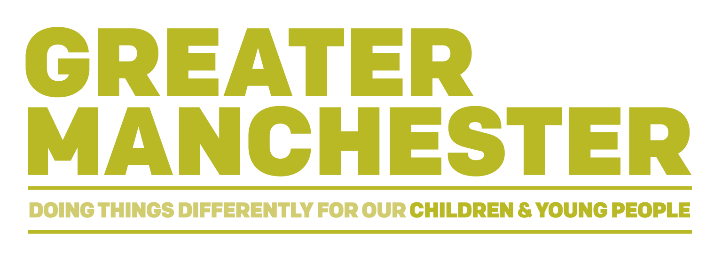 GREATER
MANCHESTER
DOING THINGS DIFFERENTLY FOR OUR CHILDREN & YOUNG PEOPLE